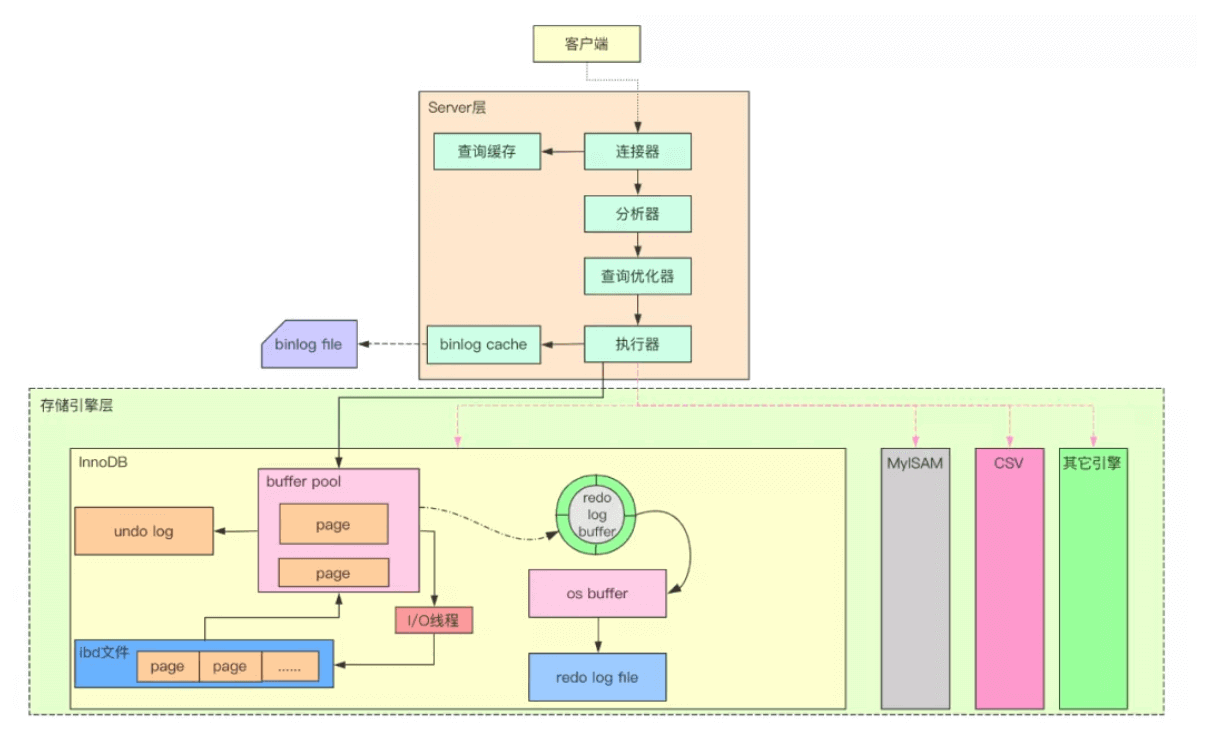 客户端
Server层
查询缓存
连接器
分析器
查询优化器
binlog file
binlog cache
执行器
存储引擎层
InnoDB
MyISAM
CSV
其它引擎
buffer pool
page
page
undo log
redo
log
buffer
os buffer
I/O线程
ibd文件
page
page
......
redo log file